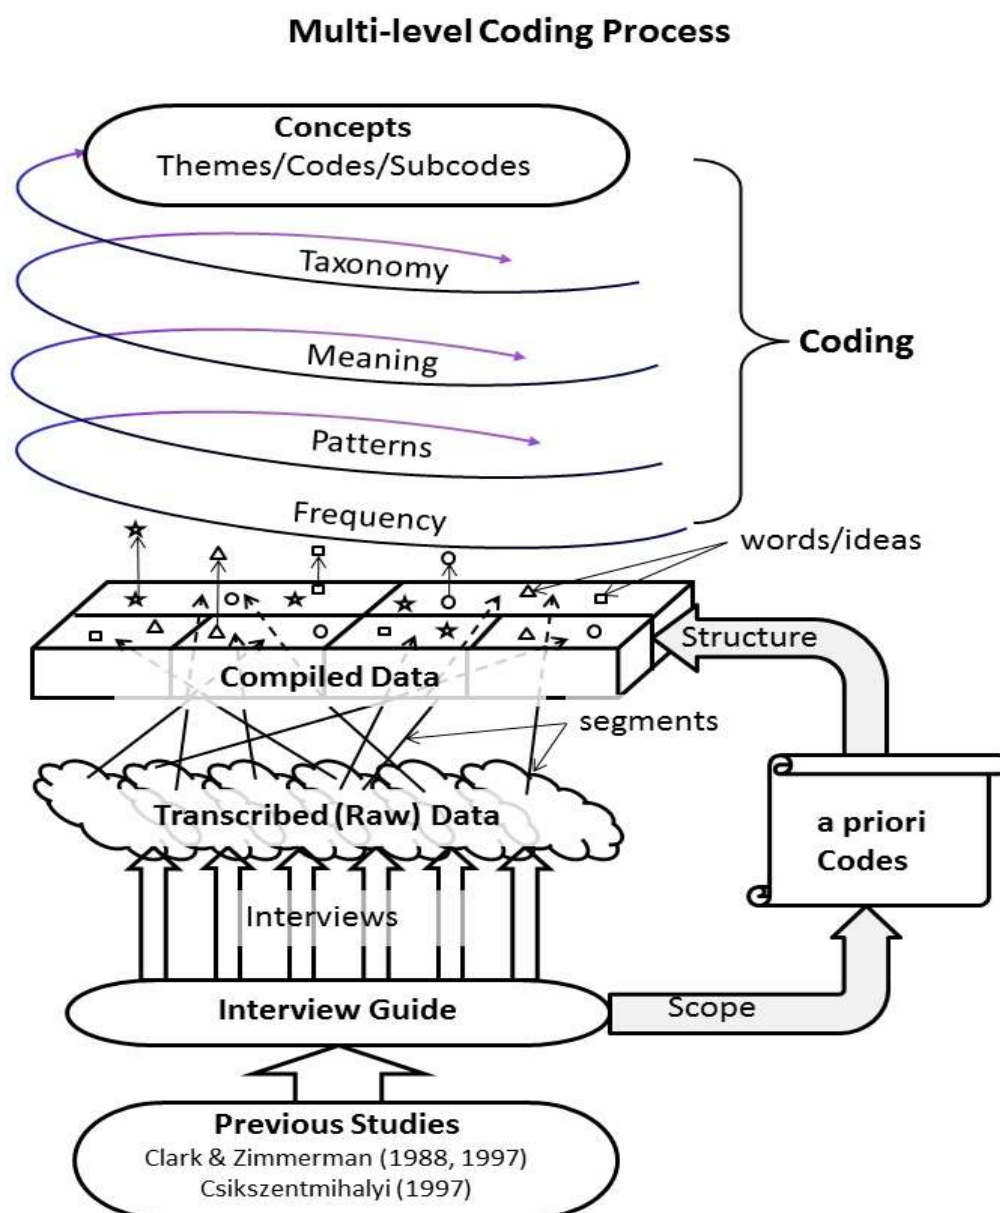 Multi-level Coding Process
Concepts
Themes/Codes/Subcodes
Taxonomy
Meaning
Coding
Patterns
Frequency
words/ideas
Structure
Compiled Data
segments
Transcribed (Raw) Data
a priori
Codes
Interviews
Interview Guide
Scope
Previous Studies
Clark & Zimmerman (1988, 1997)
Csikszentmihalyi (1997)